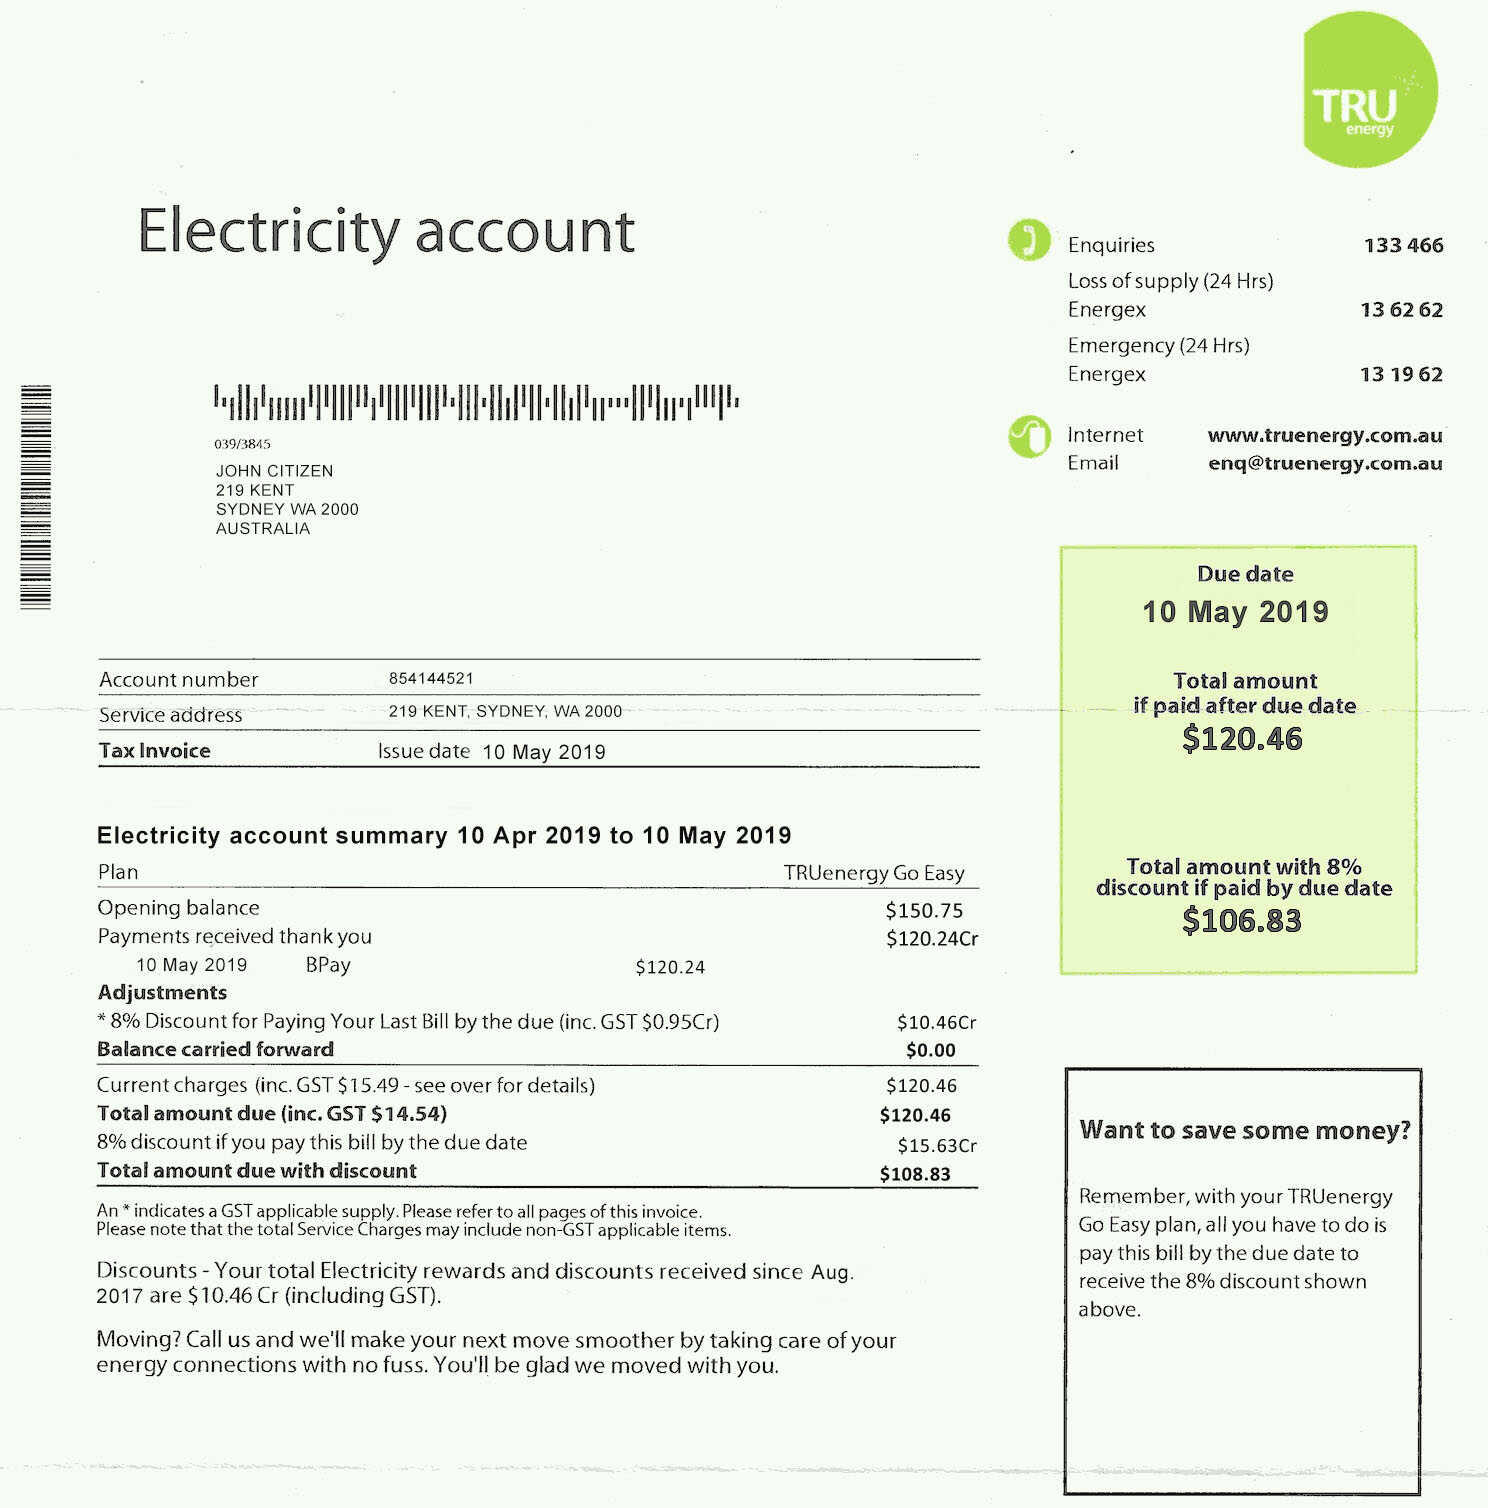 TRU
energy
Electricity account
Enquiries 133 466
Loss of supply (24 Hrs)
Energex 13 62 62
Emergency (24 Hrs)
Energex 13 19 62
Internet www.truenergy.com.au
Email enq@truenergy.com.au
039/3845
JOHN CITIZEN
219 KENT
SYDNEY WA 2000
AUSTRALIA
Due date
10 May 2019
Total amount
if paid after due date
$120.46
Total amount with 8%
discount if paid by due date
$106.83
Account number 854144521
Service address 219 KENT, SYDNEY, WA 2000
Tax Invoice Issue date 10 May 2019
Electricity account summary 10 Apr 2019 to 10 May 2019
Plan TRUenergy Go Easy
Opening balance $150.75
Payments received thank you $120.24Cr
10 May 2019 BPay $120.24
Adjustments
* 8% Discount for Paying Your Last Bill by the due (inc. GST $0.95Cr) $10.46Cr
Balance carried forward $0.00
Current charges (inc. GST $15.49 - see over for details) $120.46
Total amount due (inc. GST $14.54) $120.46
8% discount if you pay this bill by the due date $15.63Cr
Total amount due with discount $108.83
An * indicates a GST applicable supply. Please refer to all pages of this invoice.
Please note that the total Service Charges may include non-GST applicable items.
Discounts - Your total Electricity rewards and discounts received since Aug.
2017 are $10.46 Cr (including GST).
Moving? Call us and we'll make your next move smoother by taking care of your
energy connections with no fuss. You'll be glad we moved with you.
Want to save some money?
Remember, with your TRUenergy
Go Easy plan, all you have to do is
pay this bill by the due date to
receive the 8% discount shown
above.